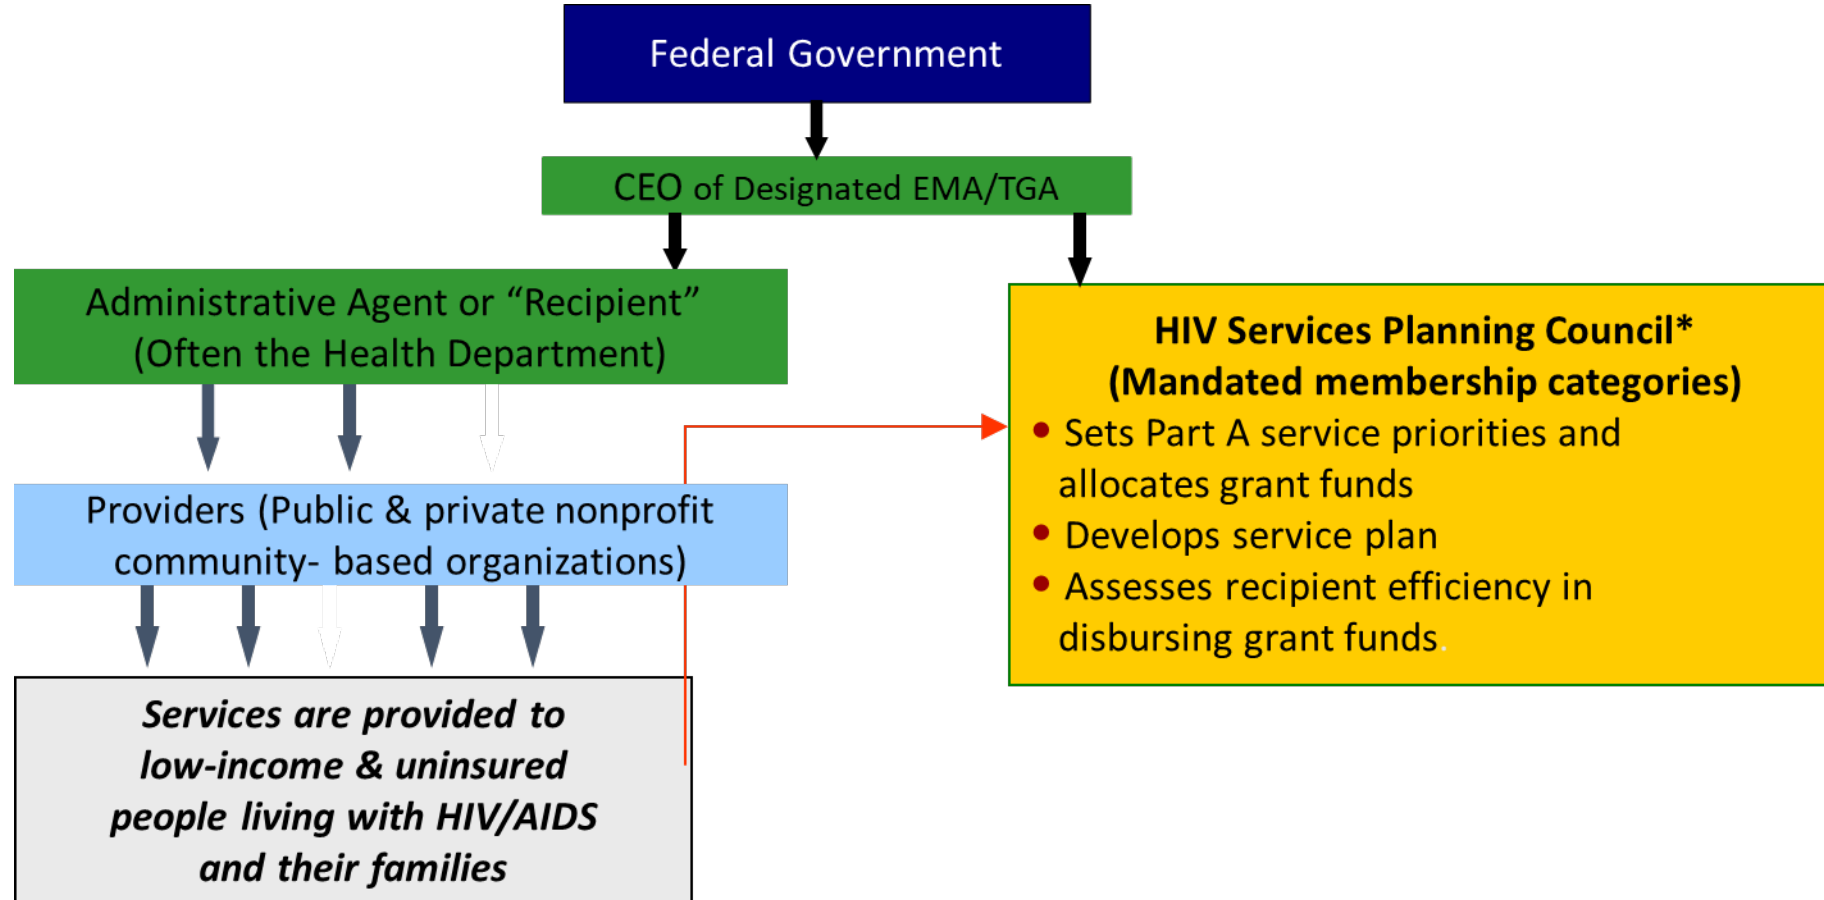 Federal Government
CEO of Designated EMA/TGA
Administrative Agent or “Recipient”
(Often the Health Department)
HIV Services Planning Council*
(Mandated membership categories)
• Sets Part A service priorities and
allocates grant funds
• Develops service plan
• Assesses recipient efficiency in
disbursing grant funds.
Providers (Public & private nonprofit
community- based organizations)
Services are provided to
low-income & uninsured
people living with HIV/AIDS
and their families